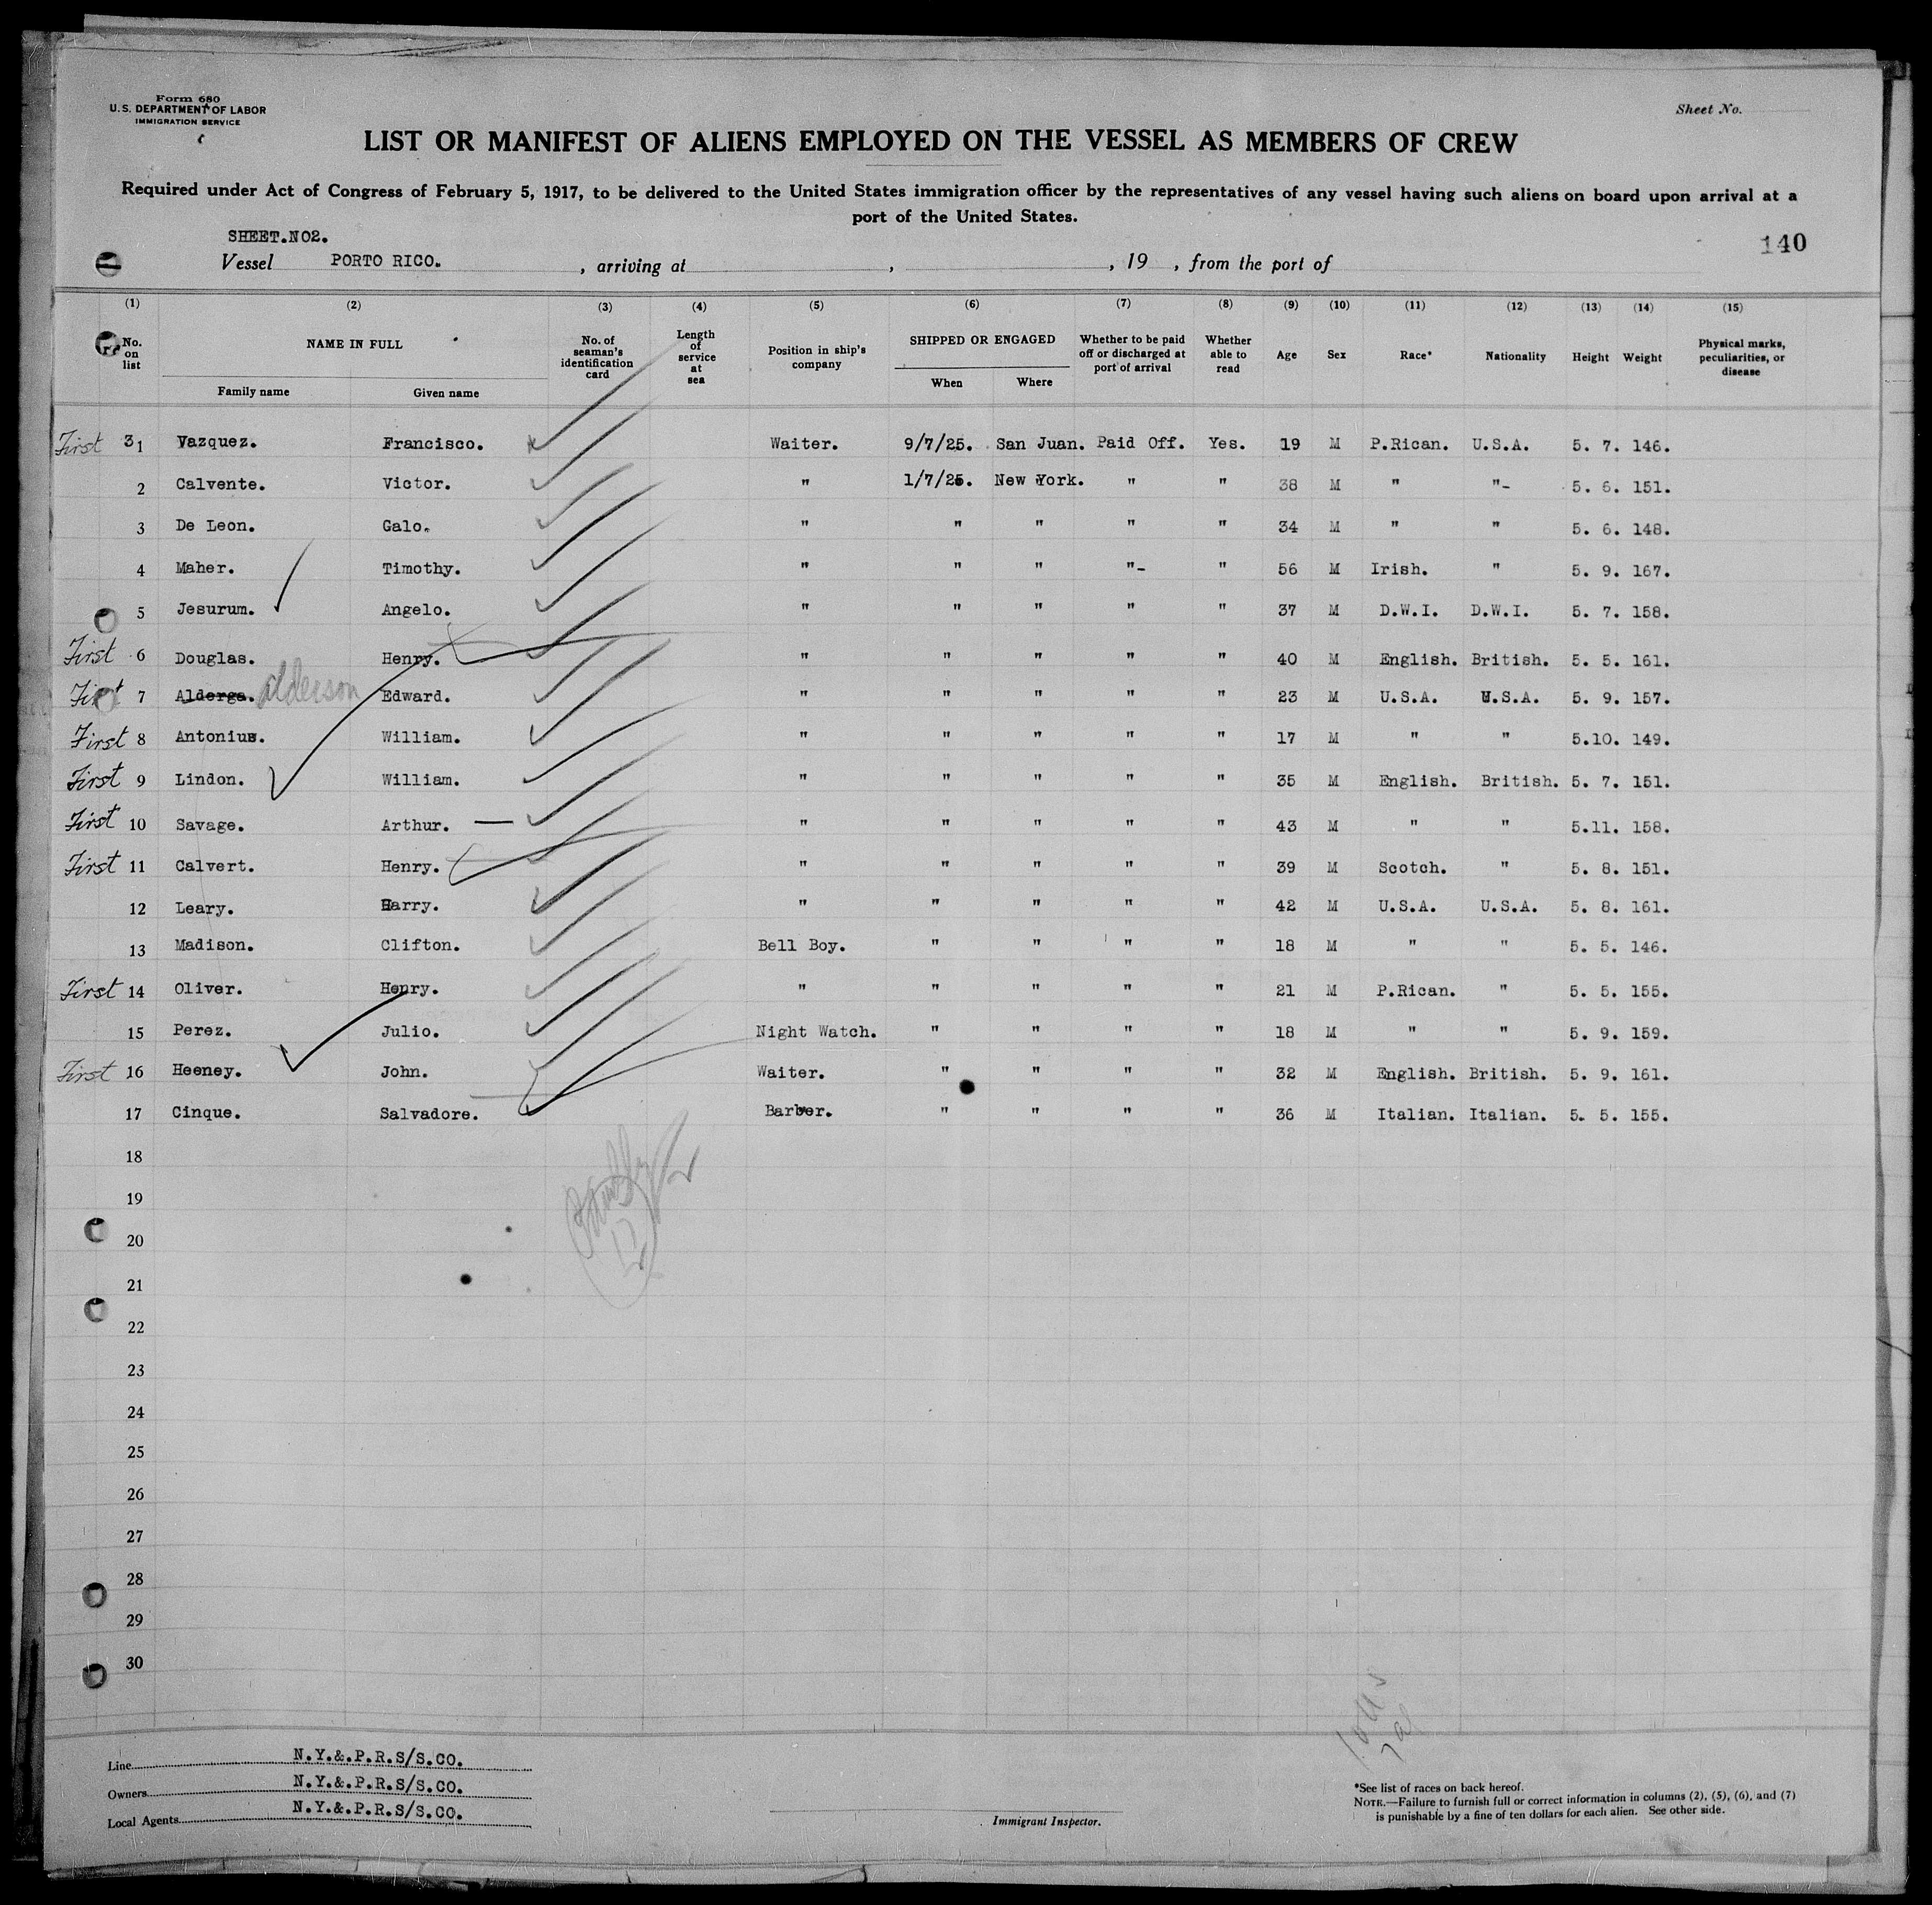 Form 680
U.S. DEPARTMENT OF LABOR
IMMIGRATION SERVICE
Sheet No.
LIST OR MANIFEST OF ALIENS EMPLOYED ON THE VESSEL AS MEMBERS OF CREW
Required under Act of Congress of February 5, 1917, to be delivered to the United States immigration officer by the representatives of any vessel having such aliens on board upon arrival at a
port of the United States.
SHEET.NO2.
140
Vessel PORTO RICO. , arriving at , , 19 , from the port of
(1) (2) (3) (4) (5) (6) (7) (8) (9) (10) (11) (12) (13) (14) (15)
No. on list NAME IN FULL Family name Given name No. of seaman's identification card Length of service at sea Position in ship's company SHIPPED OR ENGAGED When Where Whether to be paid off or discharged at port of arrival Whether able to read Age Sex Race* Nationality Height Weight Physical marks, peculiarities, or disease
First 31 Vazquez. Francisco. Waiter. 9/7/25. San Juan. Paid Off. Yes. 19 M P.Rican. U.S.A. 5. 7. 146.
2 Calvente. Victor. " 1/7/25. New York. " " 38 M " "- 5. 6. 151.
3 De Leon. Galo. " " " " " 34 M " " 5. 6. 148.
4 Maher. Timothy. " " " "- " 56 M Irish. " 5. 9. 167.
5 Jesurum. Angelo. " " " " " 37 M D.W.I. D.W.I. 5. 7. 158.
First 6 Douglas. Henry. " " " " " 40 M English. British. 5. 5. 161.
First 7 Alderga. Alderson Edward. " " " " " 23 M U.S.A. U.S.A. 5. 9. 157.
First 8 Antonius. William. " " " " " 17 M " " 5.10. 149.
First 9 Lindon. William. " " " " " 35 M English. British. 5. 7. 151.
First 10 Savage. Arthur. — " " " " " 43 M " " 5.11. 158.
First 11 Calvert. Henry. " " " " " 39 M Scotch. " 5. 8. 151.
12 Leary. Harry. " " " " " 42 M U.S.A. U.S.A. 5. 8. 161.
13 Madison. Clifton. Bell Boy. " " " " 18 M " " 5. 5. 146.
First 14 Oliver. Henry. " " " " " 21 M P.Rican. " 5. 5. 155.
15 Perez. Julio. Night Watch. " " " " 18 M " " 5. 9. 159.
First 16 Heeney. John. Waiter. " " " " 32 M English. British. 5. 9. 161.
17 Cinque. Salvadore. Barber. " " " " 36 M Italian. Italian. 5. 5. 155.
18
19
20
21
22
23
24
25
26
27
28
29
30
Line N.Y.&.P.R.S/S.CO.
Owners N.Y.&.P.R.S/S.CO.
Local Agents N.Y.&.P.R.S/S.CO.
Immigrant Inspector.
*See list of races on back hereof.
NOTE.—Failure to furnish full or correct information in columns (2), (5), (6), and (7)
is punishable by a fine of ten dollars for each alien. See other side.